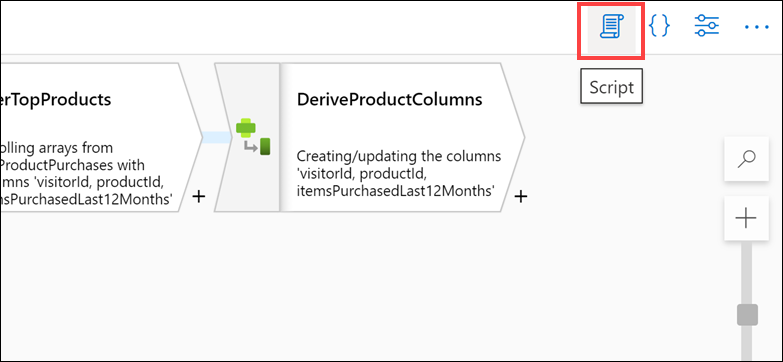 Script
erTopProducts
olling arrays from
ProductPurchases with
mns 'visitorId, productId,
msPurchasedLast12Months'
DeriveProductColumns
Creating/updating the columns
'visitorId, productId,
itemsPurchasedLast12Months'